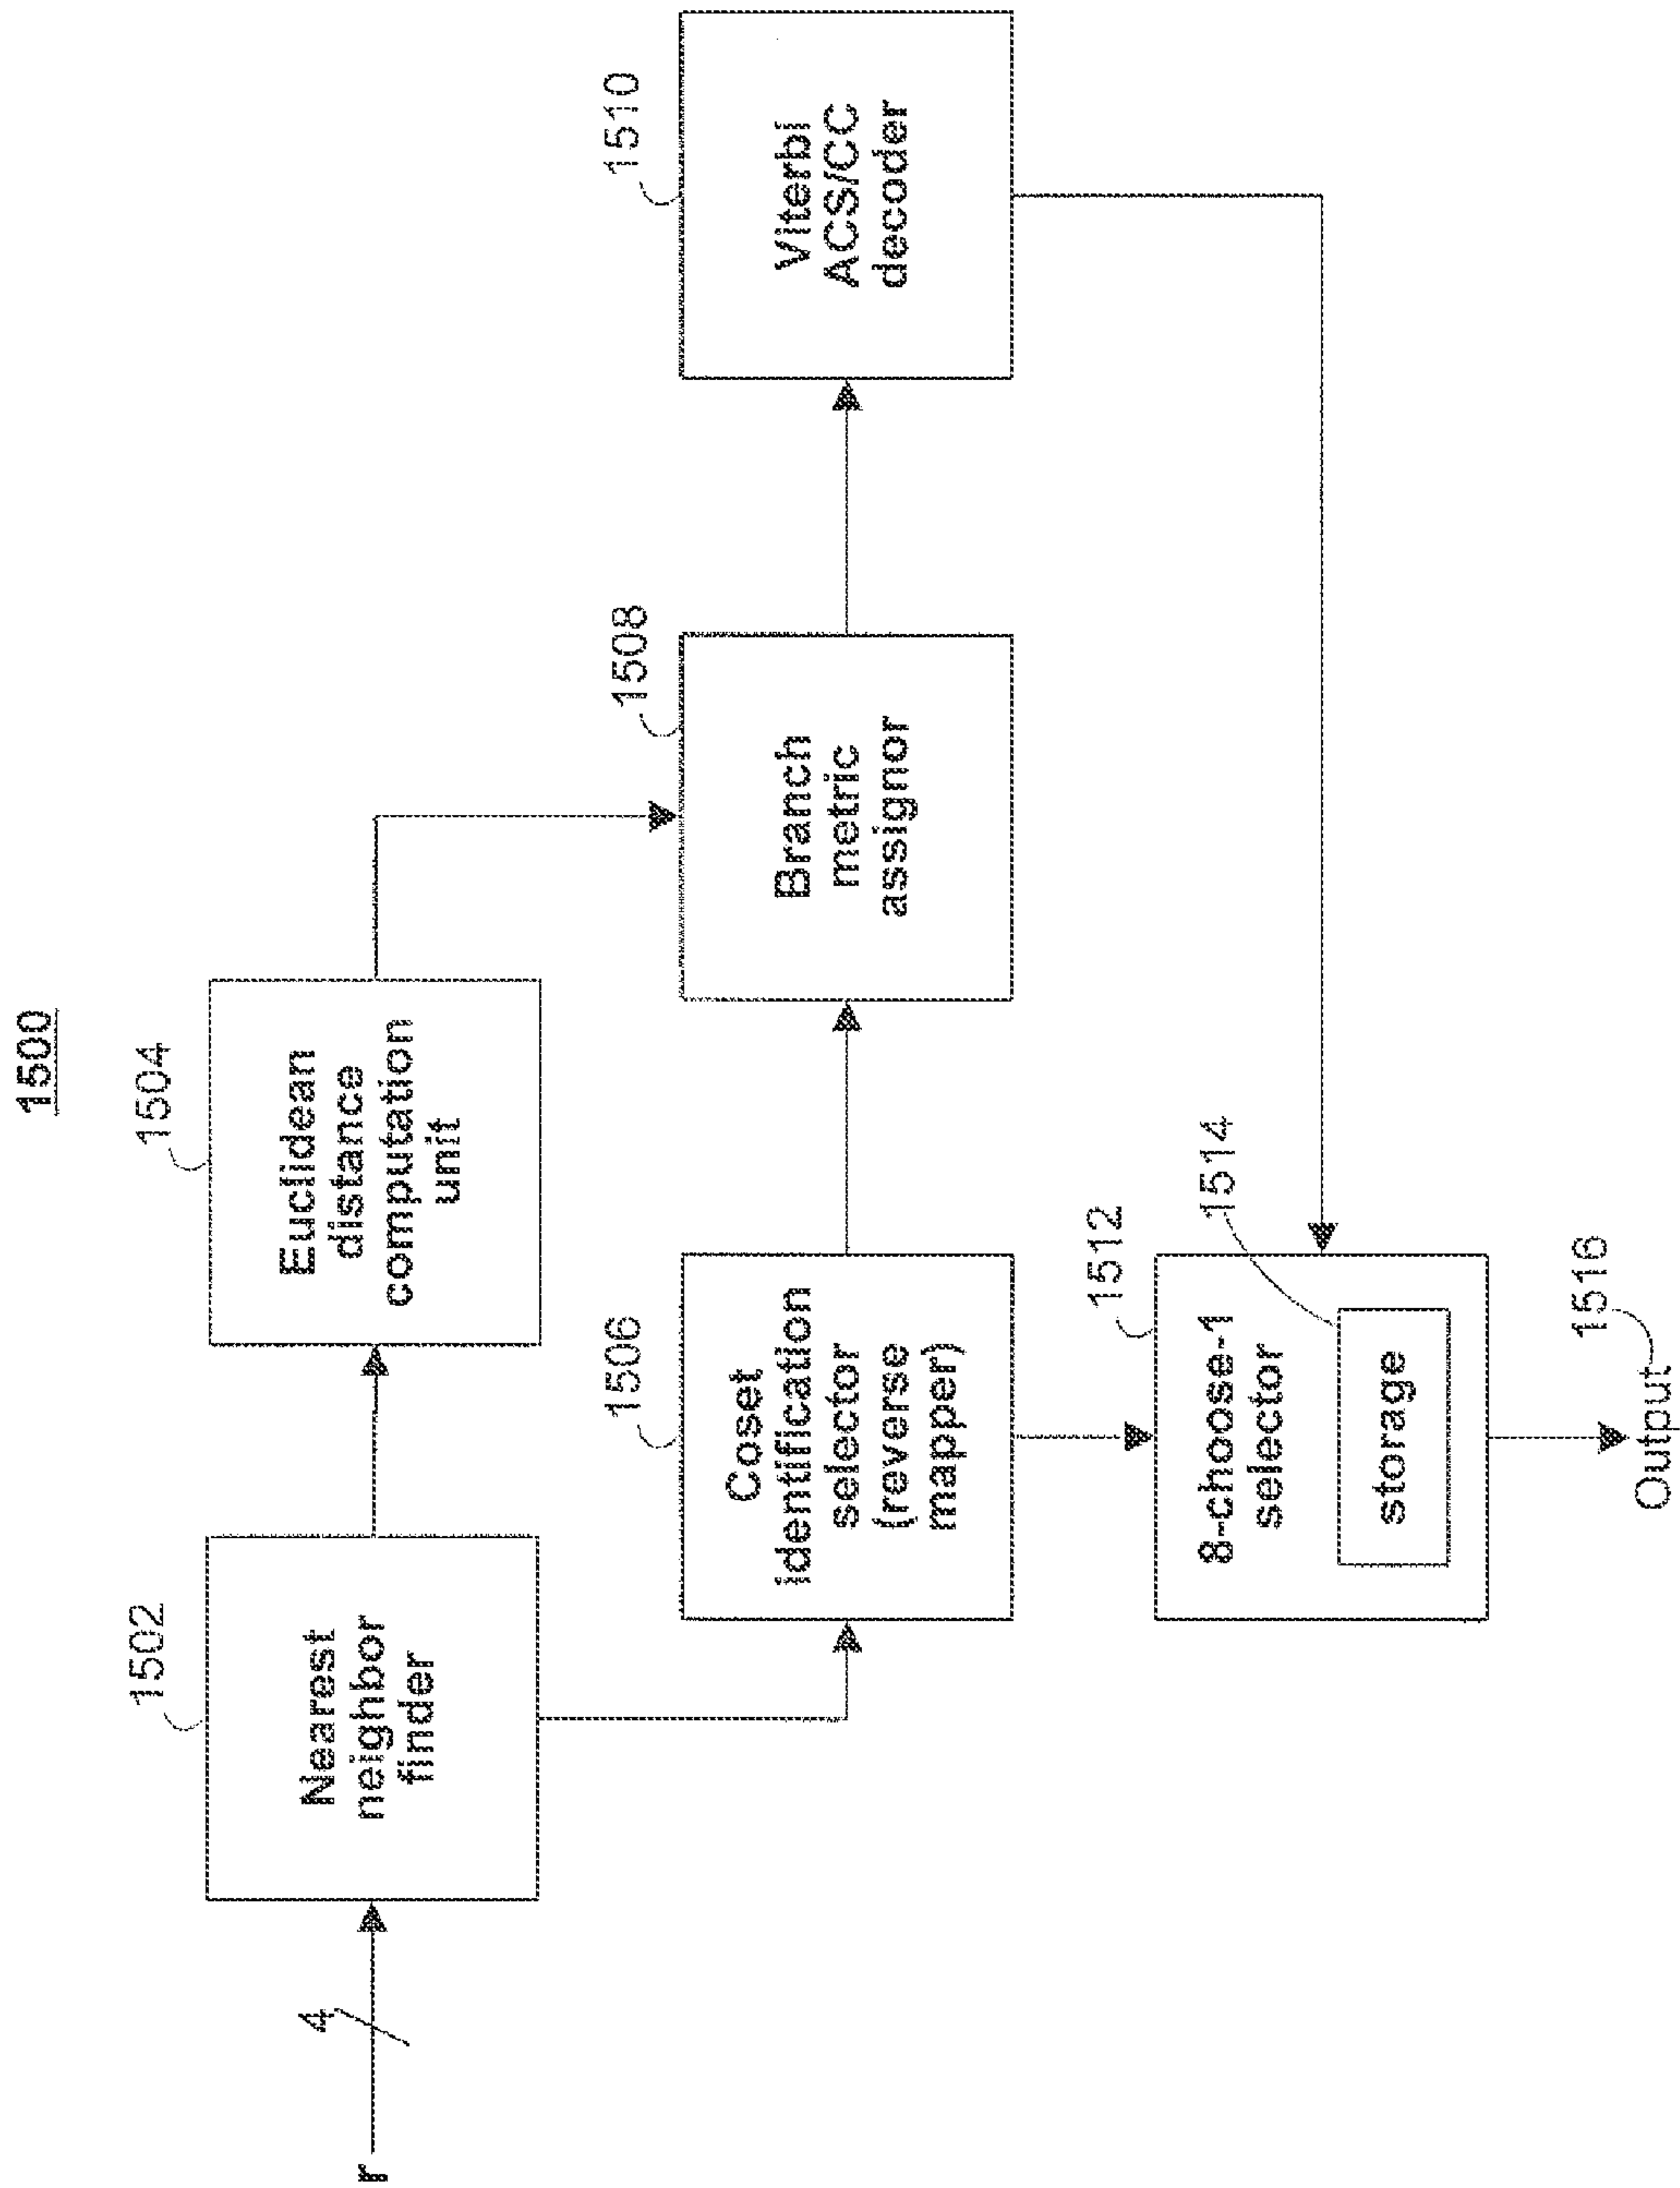 1500
1502
Nearest
neighbor
finder
1504
Euclidean
distance
computation
unit
r
4
1506
Coset
identification
selector
(reverse
mapper)
1508
Branch
metric
assignor
1510
Viterbi
ACS/CC
decoder
1512
8-choose-1
selector
1514
storage
1516
Output